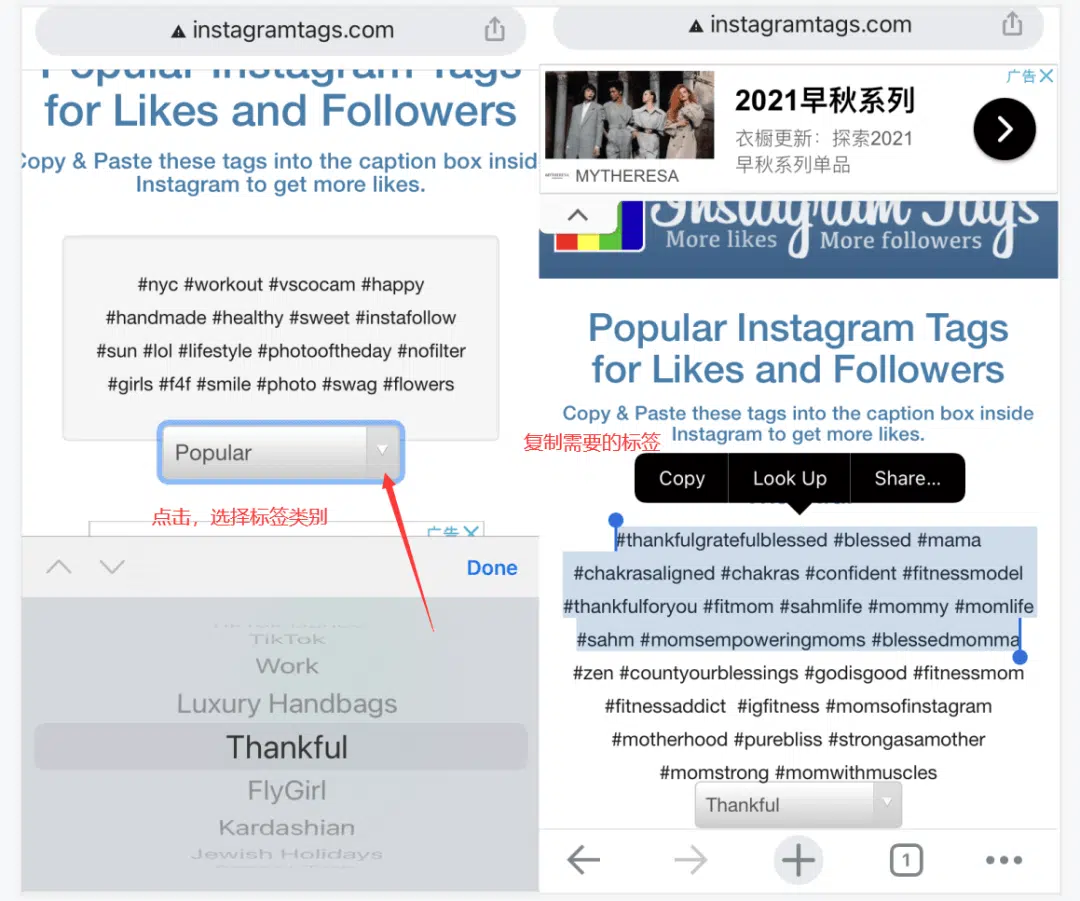 ▲ instagramtags.com
Popular Instagram Tags
for Likes and Followers
Copy & Paste these tags into the caption box insid
Instagram to get more likes.
#nyc #workout #vscocam #happy
#handmade #healthy #sweet #instafollow
#sun #lol #lifestyle #photooftheday #nofilter
#girls #f4f #smile #photo #swag #flowers
Popular
点击，选择标签类别
广告
Done
TikTok
Work
Luxury Handbags
Thankful
FlyGirl
Kardashian
Jewish Holidays
▲ instagramtags.com
广告
2021早秋系列
衣橱更新：探索2021
早秋系列单品
MYTHERESA
Instagram Tags
More likes More followers
Popular Instagram Tags
for Likes and Followers
Copy & Paste these tags into the caption box inside
Instagram to get more likes.
复制需要的标签
Copy Look Up Share...
#thankfulgratefulblessed #blessed #mama
#chakrasaligned #chakras #confident #fitnessmodel
#thankfulforyou #fitmom #sahmlife #mommy #momlife
#sahm #momsempoweringmoms #blessedmomma
#zen #countyourblessings #godisgood #fitnessmom
#fitnessaddict #igfitness #momsofinstagram
#motherhood #purebliss #strongasamother
#momstrong #momwithmuscles
Thankful
1